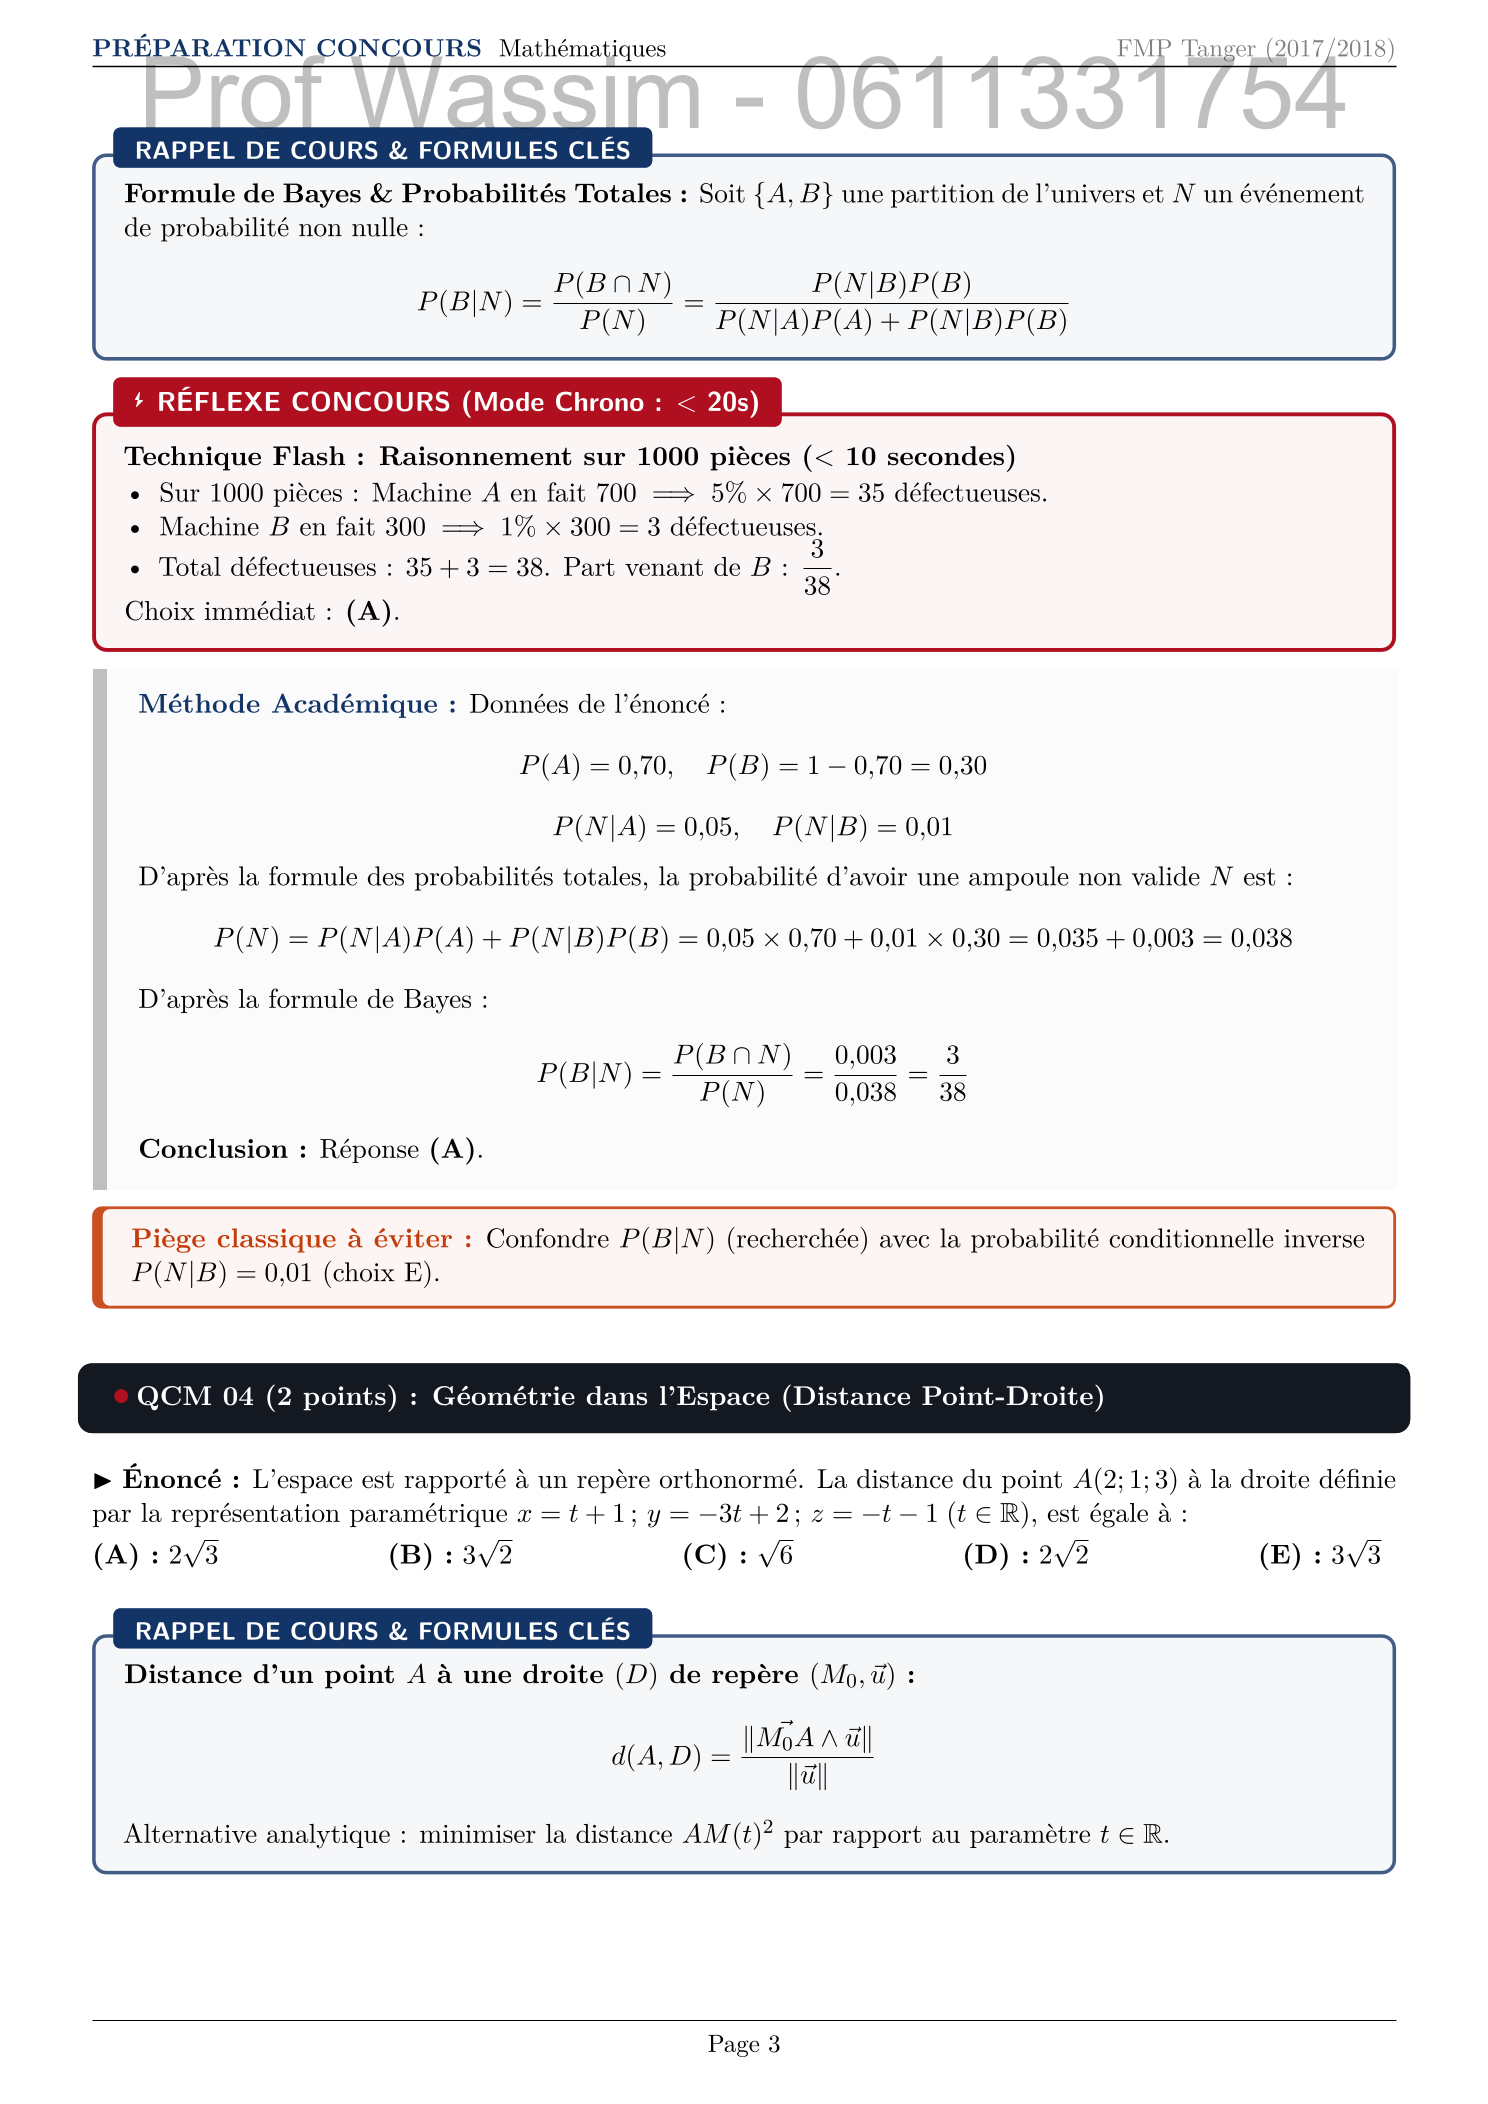 PRÉPARATION CONCOURS Mathématiques FMP Tanger (2017/2018)
Prof Wassim - 0611331754
RAPPEL DE COURS & FORMULES CLÉS
Formule de Bayes & Probabilités Totales : Soit {A, B} une partition de l'univers et N un événement
de probabilité non nulle :
P(B|N) = P(B ∩ N) / P(N) = P(N|B)P(B) / P(N|A)P(A) + P(N|B)P(B)
RÉFLEXE CONCOURS (Mode Chrono : < 20s)
Technique Flash : Raisonnement sur 1000 pièces (< 10 secondes)
• Sur 1000 pièces : Machine A en fait 700 ⟹ 5% × 700 = 35 défectueuses.
• Machine B en fait 300 ⟹ 1% × 300 = 3 défectueuses.
• Total défectueuses : 35 + 3 = 38. Part venant de B : 3/38.
Choix immédiat : (A).
Méthode Académique : Données de l'énoncé :
P(A) = 0,70, P(B) = 1 − 0,70 = 0,30
P(N|A) = 0,05, P(N|B) = 0,01
D'après la formule des probabilités totales, la probabilité d'avoir une ampoule non valide N est :
P(N) = P(N|A)P(A) + P(N|B)P(B) = 0,05 × 0,70 + 0,01 × 0,30 = 0,035 + 0,003 = 0,038
D'après la formule de Bayes :
P(B|N) = P(B ∩ N) / P(N) = 0,003 / 0,038 = 3/38
Conclusion : Réponse (A).
Piège classique à éviter : Confondre P(B|N) (recherchée) avec la probabilité conditionnelle inverse
P(N|B) = 0,01 (choix E).
● QCM 04 (2 points) : Géométrie dans l'Espace (Distance Point-Droite)
▶ Énoncé : L'espace est rapporté à un repère orthonormé. La distance du point A(2; 1; 3) à la droite définie
par la représentation paramétrique x = t + 1 ; y = −3t + 2 ; z = −t − 1 (t ∈ ℝ), est égale à :
(A) : 2√3 (B) : 3√2 (C) : √6 (D) : 2√2 (E) : 3√3
RAPPEL DE COURS & FORMULES CLÉS
Distance d'un point A à une droite (D) de repère (M₀, u⃗) :
d(A, D) = ‖M⃗₀A ∧ u⃗‖ / ‖u⃗‖
Alternative analytique : minimiser la distance AM(t)² par rapport au paramètre t ∈ ℝ.
Page 3